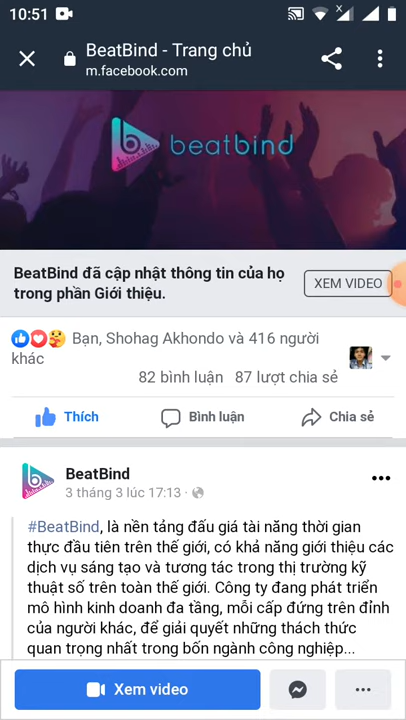 10:51
BeatBind - Trang chủ
m.facebook.com
beatbind
BeatBind đã cập nhật thông tin của họ
trong phần Giới thiệu.
XEM VIDEO
Bạn, Shohag Akhondo và 416 người
khác
82 bình luận 87 lượt chia sẻ
Thích Bình luận Chia sẻ
BeatBind
3 tháng 3 lúc 17:13
#BeatBind, là nền tảng đấu giá tài năng thời gian
thực đầu tiên trên thế giới, có khả năng giới thiệu các
dịch vụ sáng tạo và tương tác trong thị trường kỹ
thuật số trên toàn thế giới. Công ty đang phát triển
mô hình kinh doanh đa tầng, mỗi cấp đứng trên đỉnh
của người khác, để giải quyết những thách thức
quan trọng nhất trong bốn ngành công nghiệp...
Xem video